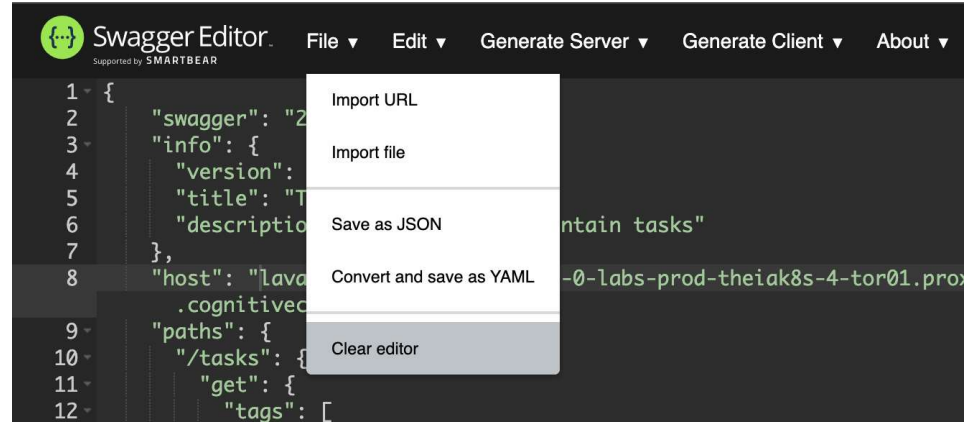 Swagger Editor.
Supported by SMARTBEAR
File ▼ Edit ▼ Generate Server ▼ Generate Client ▼ About ▼
Import URL
Import file
Save as JSON
Convert and save as YAML
Clear editor
1 {
2 "swagger": "2
3 "info": {
4 "version":
5 "title": "T
6 "descriptio ntain tasks"
7 },
8 "host": "lava -0-labs-prod-theiak8s-4-tor01.prox
.cognitivec
9 "paths": {
10 "/tasks": {
11 "get": {
12 "tags": [